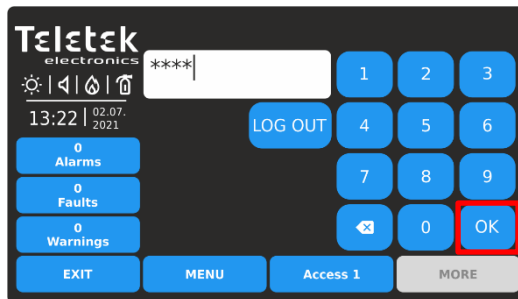 Teletek
electronics
****
13:22
02.07.
2021
LOG OUT
0
Alarms
0
Faults
0
Warnings
1 2 3
4 5 6
7 8 9
0 OK
EXIT MENU Access 1 MORE